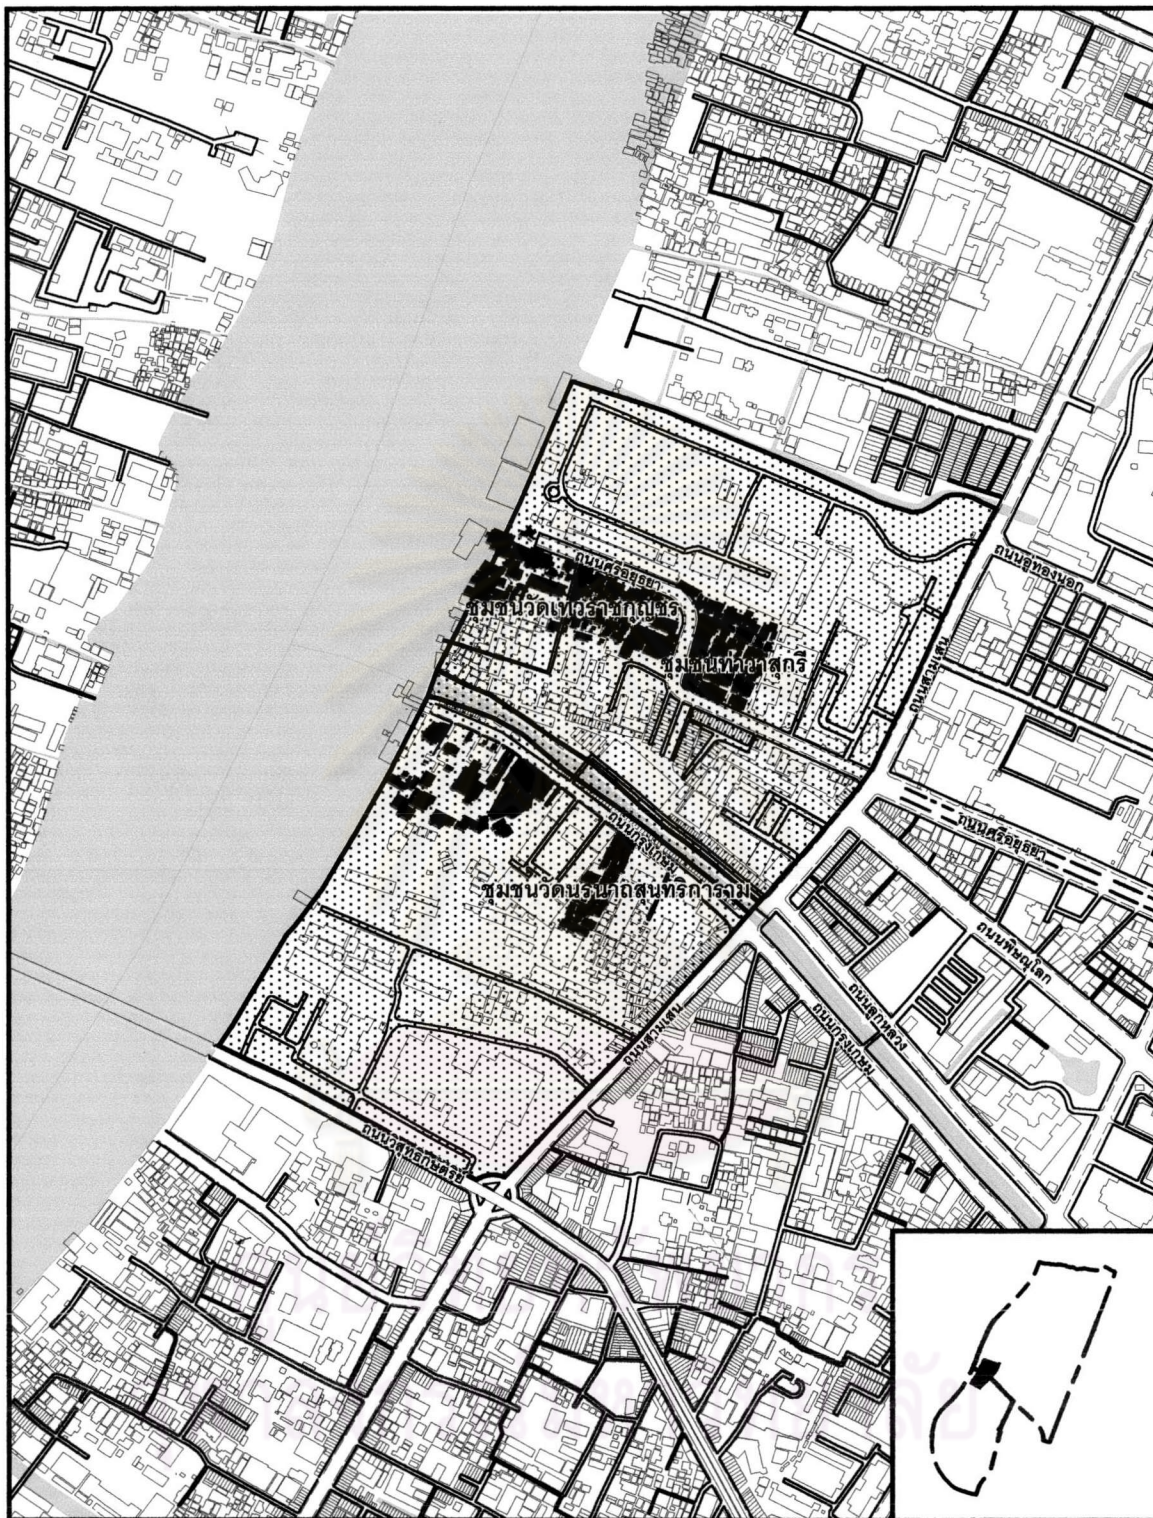 ถนนศรีอยุธยา
ถนนอู่ทองนอก
ชุมชนวัดเทวราชกุญชร
ชุมชนท่าวาสุกรี
ถนนสามเสน
ถนนกรุงเกษม
ถนนศรีอยุธยา
ชุมชนวัดนรนาถสุนทริการาม
ถนนพิษณุโลก
ถนนลูกหลวง
ถนนสามเสน
ถนนกรุงเกษม
ถนนวิสุทธิกษัตริย์